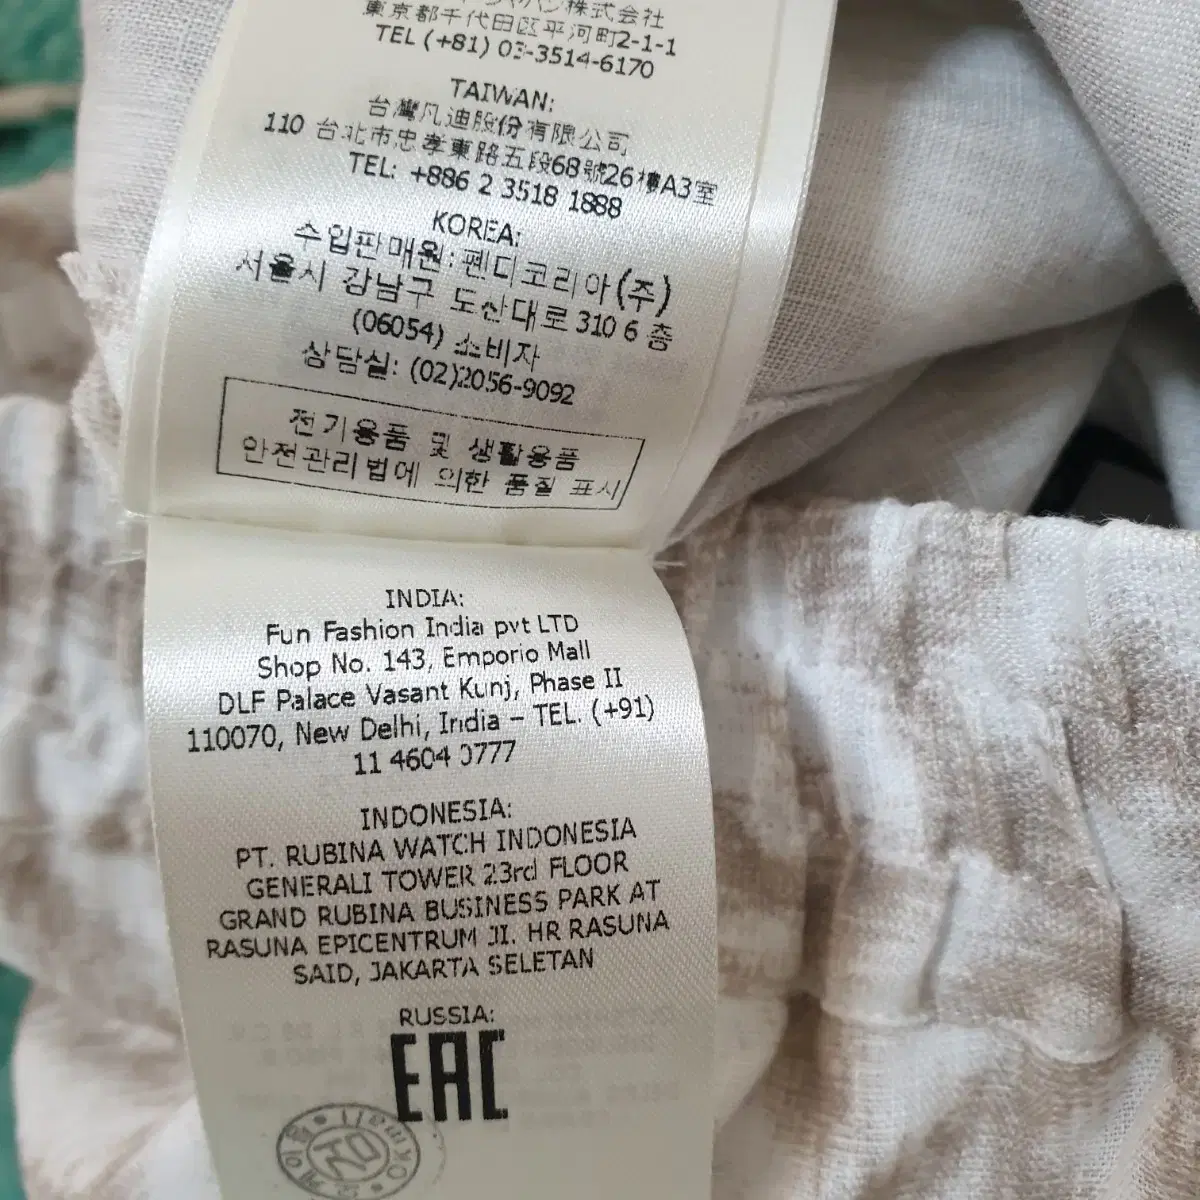 ジャパン株式会社
東京都千代田区平河町2-1-1
TEL (+81) 03-3514-6170
TAIWAN:
台灣凡迪股份有限公司
110 台北市忠孝東路五段68號26樓A3室
TEL: +886 2 3518 1888
KOREA:
수입판매원: 펜디코리아(주)
서울시 강남구 도산대로 310 6 층
(06054) 소비자
상담실: (02)2056-9092
전기용품 및 생활용품
안전관리법에 의한 품질 표시
INDIA:
Fun Fashion India pvt LTD
Shop No. 143, Emporio Mall
DLF Palace Vasant Kunj, Phase II
110070, New Delhi, India – TEL. (+91)
11 4604 0777
INDONESIA:
PT. RUBINA WATCH INDONESIA
GENERALI TOWER 23rd FLOOR
GRAND RUBINA BUSINESS PARK AT
RASUNA EPICENTRUM JI. HR RASUNA
SAID, JAKARTA SELETAN
RUSSIA:
EAC